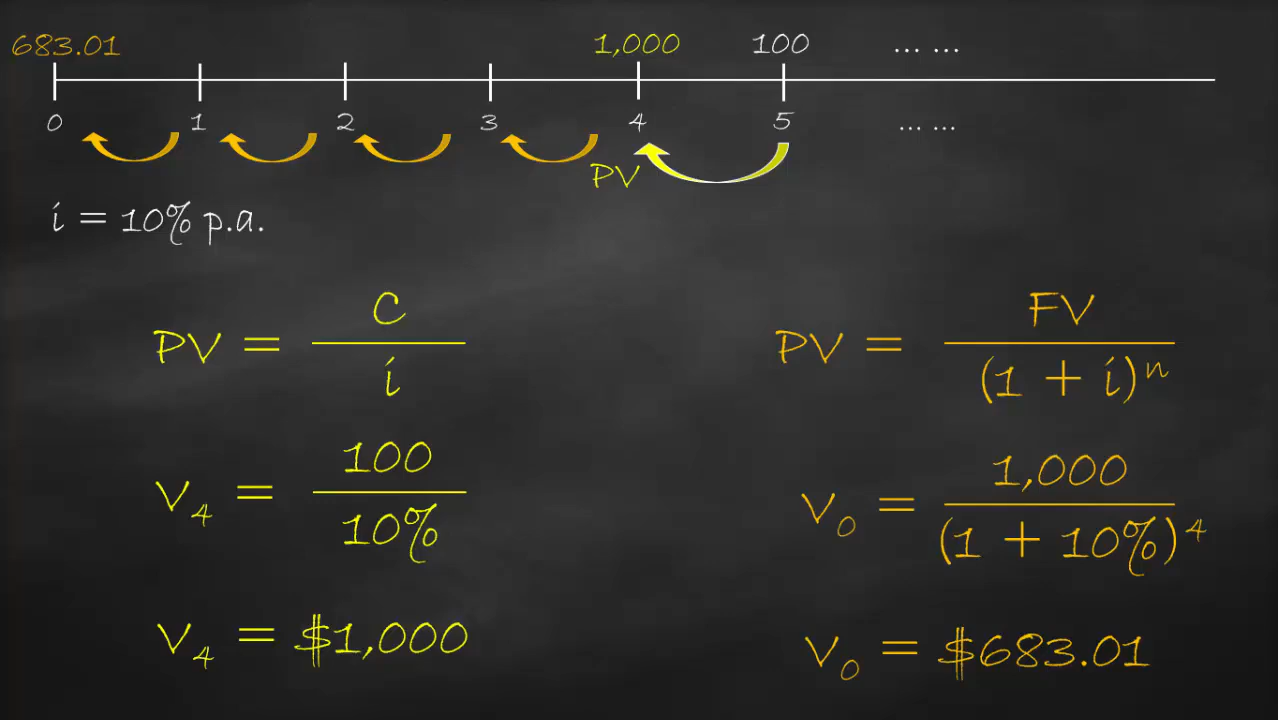 683.01 1,000 100 ... ...
0 1 2 3 4 5 ... ...
PV
i = 10% p.a.
PV = C / i
V4 = 100 / 10%
V4 = $1,000
PV = FV / (1 + i)^n
V0 = 1,000 / (1 + 10%)^4
V0 = $683.01